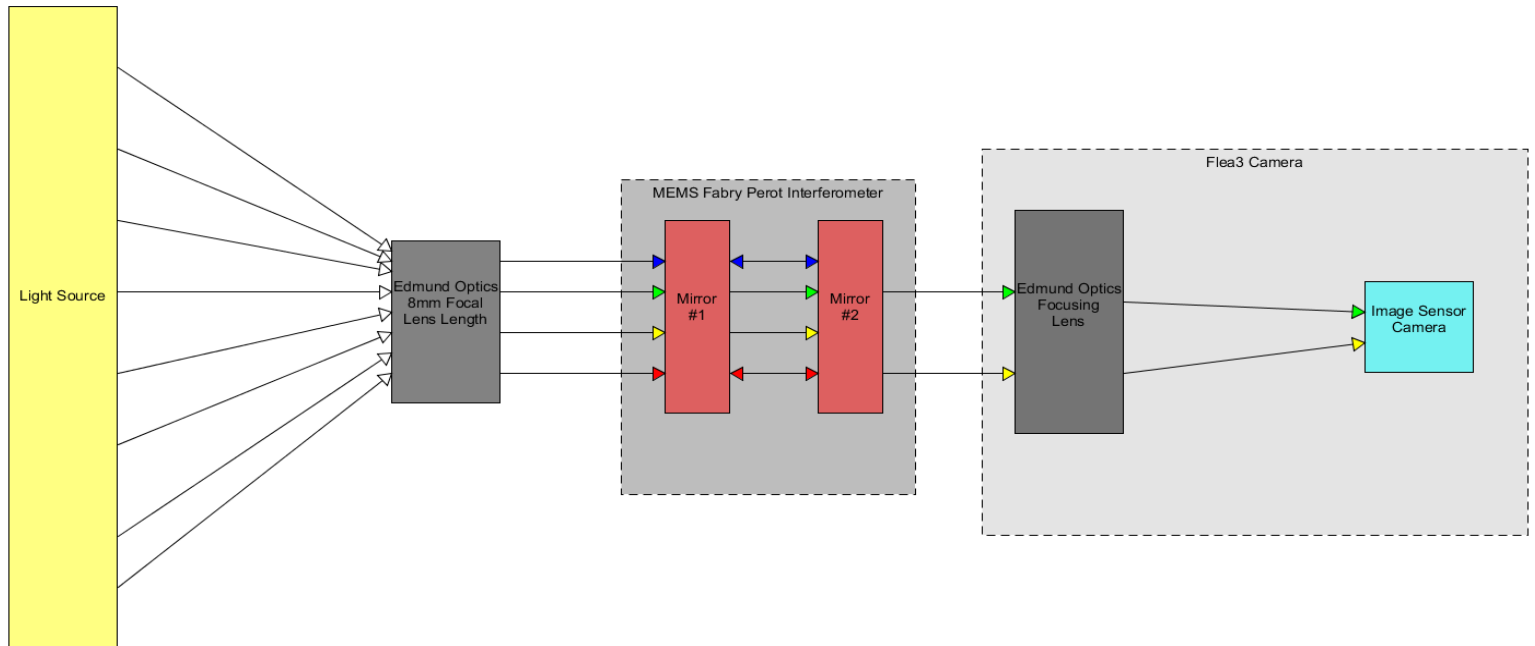 Light Source
Edmund Optics
8mm Focal
Lens Length
MEMS Fabry Perot Interferometer
Mirror
#1
Mirror
#2
Flea3 Camera
Edmund Optics
Focusing
Lens
Image Sensor
Camera